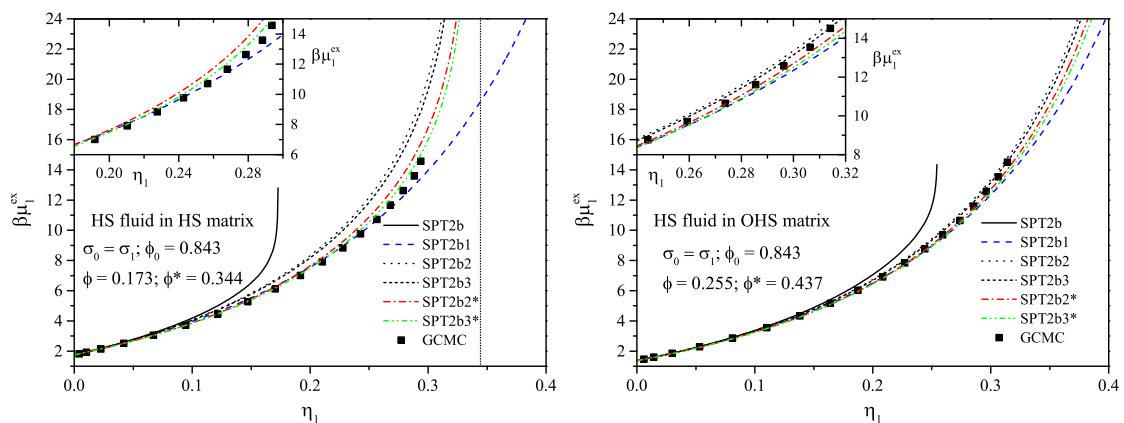 24
22
20
18
16
14
12
10
8
6
4
2
βμ₁ᵉˣ
0.0 0.1 0.2 0.3 0.4
η₁
14
12
10
8
6
βμ₁ᵉˣ
0.20 0.24 0.28
η₁
HS fluid in HS matrix
σ₀ = σ₁; ϕ₀ = 0.843
ϕ = 0.173; ϕ* = 0.344
SPT2b
SPT2b1
SPT2b2
SPT2b3
SPT2b2*
SPT2b3*
GCMC
24
22
20
18
16
14
12
10
8
6
4
2
βμ₁ᵉˣ
0.0 0.1 0.2 0.3 0.4
η₁
14
12
10
8
βμ₁ᵉˣ
0.26 0.28 0.30 0.32
η₁
HS fluid in OHS matrix
σ₀ = σ₁; ϕ₀ = 0.843
ϕ = 0.255; ϕ* = 0.437
SPT2b
SPT2b1
SPT2b2
SPT2b3
SPT2b2*
SPT2b3*
GCMC